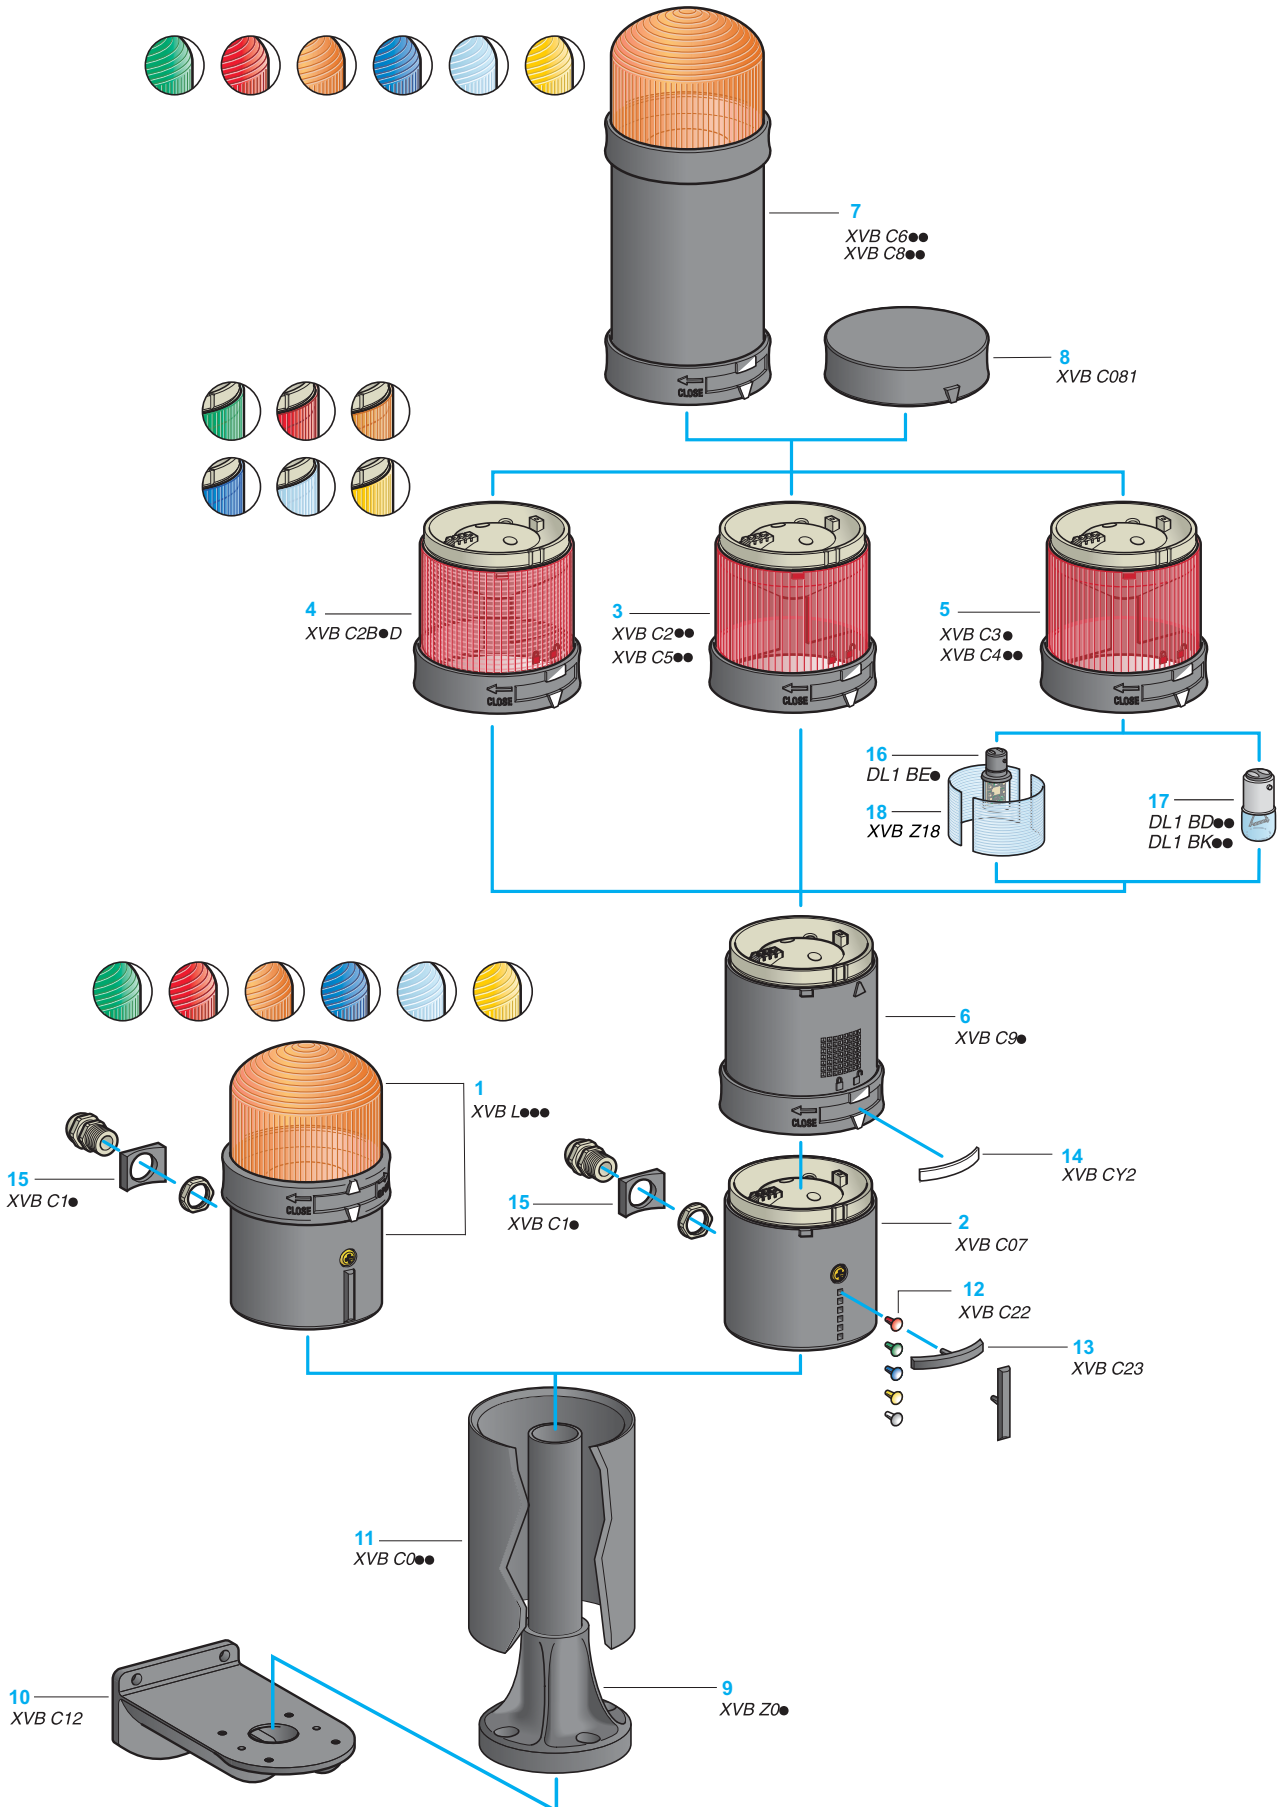 7
XVB C6●●
XVB C8●●
8
XVB C081
CLOSE
4
XVB C2B●D
3
XVB C2●●
XVB C5●●
5
XVB C3●
XVB C4●●
CLOSE
CLOSE
CLOSE
16
DL1 BE●
18
XVB Z18
17
DL1 BD●●
DL1 BK●●
6
XVB C9●
1
XVB L●●●
CLOSE
14
XVB CY2
15
XVB C1●
15
XVB C1●
CLOSE
2
XVB C07
12
XVB C22
13
XVB C23
11
XVB C0●●
9
XVB Z0●
10
XVB C12